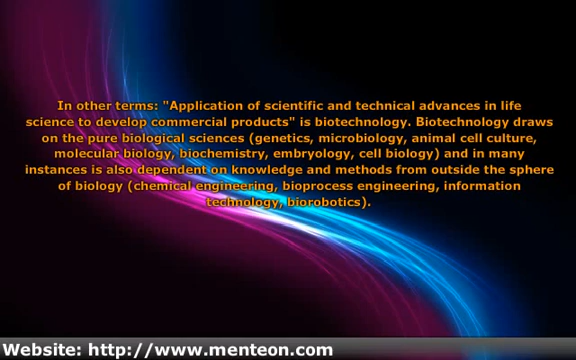 In other terms: "Application of scientific and technical advances in life
science to develop commercial products" is biotechnology. Biotechnology draws
on the pure biological sciences (genetics, microbiology, animal cell culture,
molecular biology, biochemistry, embryology, cell biology) and in many
instances is also dependent on knowledge and methods from outside the sphere
of biology (chemical engineering, bioprocess engineering, information
technology, biorobotics).
Website: http://www.menteon.com